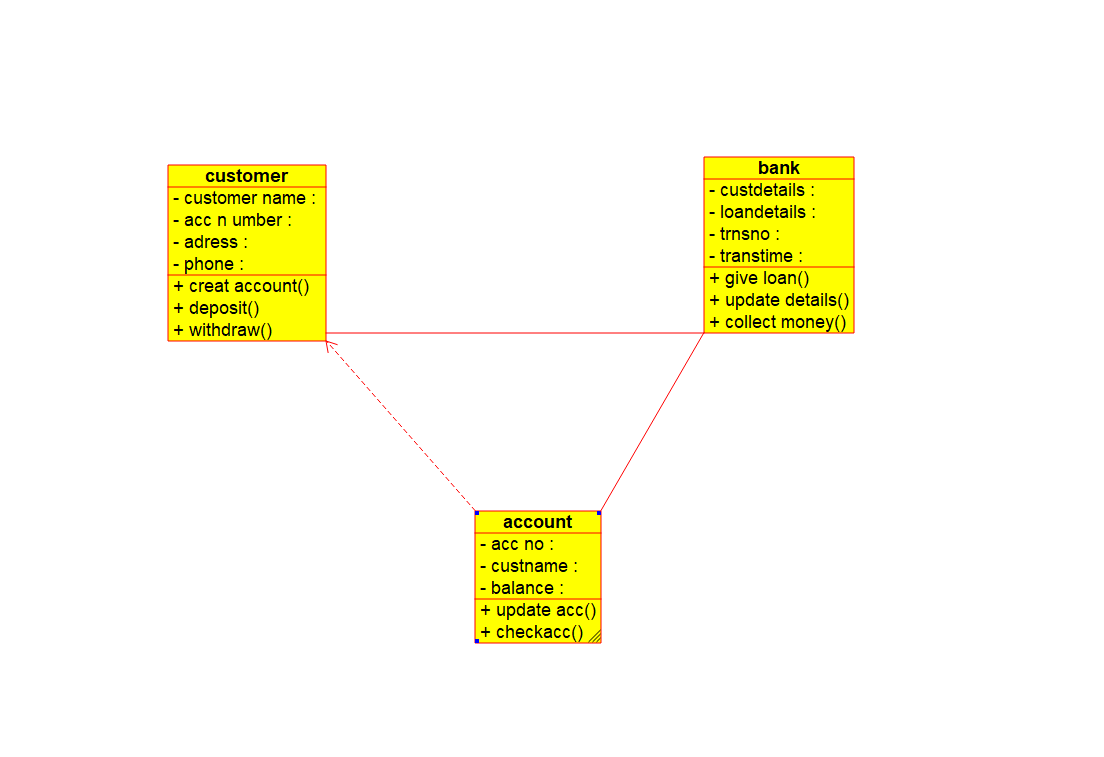 customer
- customer name :
- acc n umber :
- adress :
- phone :
+ creat account()
+ deposit()
+ withdraw()
bank
- custdetails :
- loandetails :
- trnsno :
- transtime :
+ give loan()
+ update details()
+ collect money()
account
- acc no :
- custname :
- balance :
+ update acc()
+ checkacc()